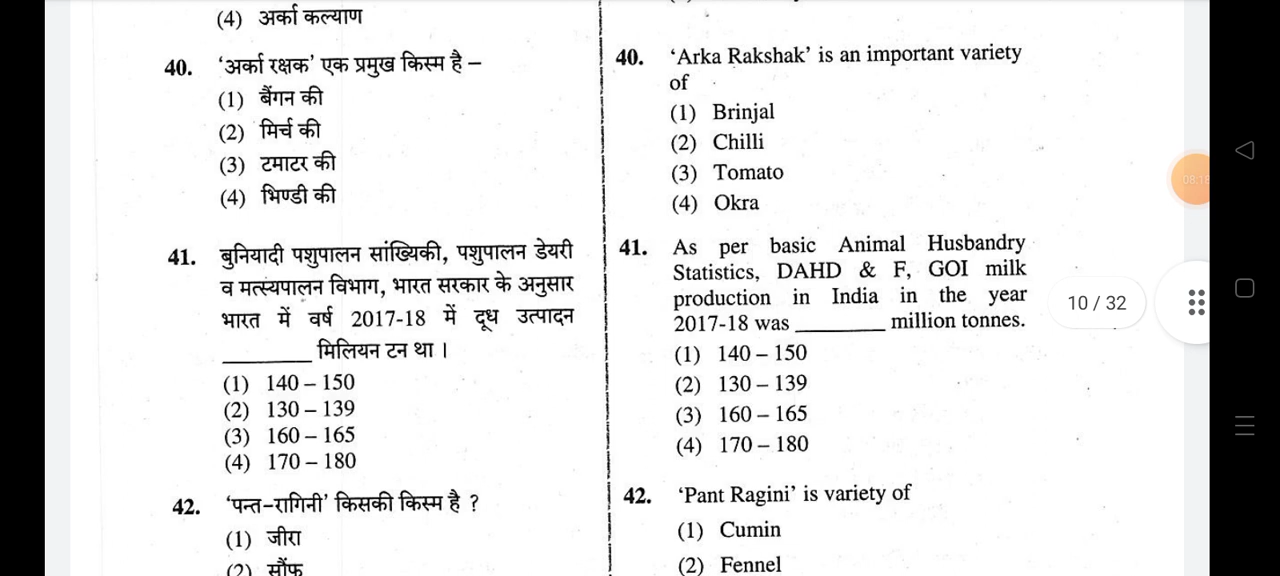 (4) अर्का कल्याण
40. ‘अर्का रक्षक’ एक प्रमुख किस्म है –
(1) बैंगन की
(2) मिर्च की
(3) टमाटर की
(4) भिण्डी की
41. बुनियादी पशुपालन सांख्यिकी, पशुपालन डेयरी
व मत्स्यपालन विभाग, भारत सरकार के अनुसार
भारत में वर्ष 2017-18 में दूध उत्पादन
________ मिलियन टन था ।
(1) 140 – 150
(2) 130 – 139
(3) 160 – 165
(4) 170 – 180
42. ‘पन्त-रागिनी’ किसकी किस्म है ?
(1) जीरा
(2) सौंफ
40. ‘Arka Rakshak’ is an important variety
of
(1) Brinjal
(2) Chilli
(3) Tomato
(4) Okra
41. As per basic Animal Husbandry
Statistics, DAHD & F, GOI milk
production in India in the year
2017-18 was ________ million tonnes.
(1) 140 – 150
(2) 130 – 139
(3) 160 – 165
(4) 170 – 180
42. ‘Pant Ragini’ is variety of
(1) Cumin
(2) Fennel
10 / 32
08:18